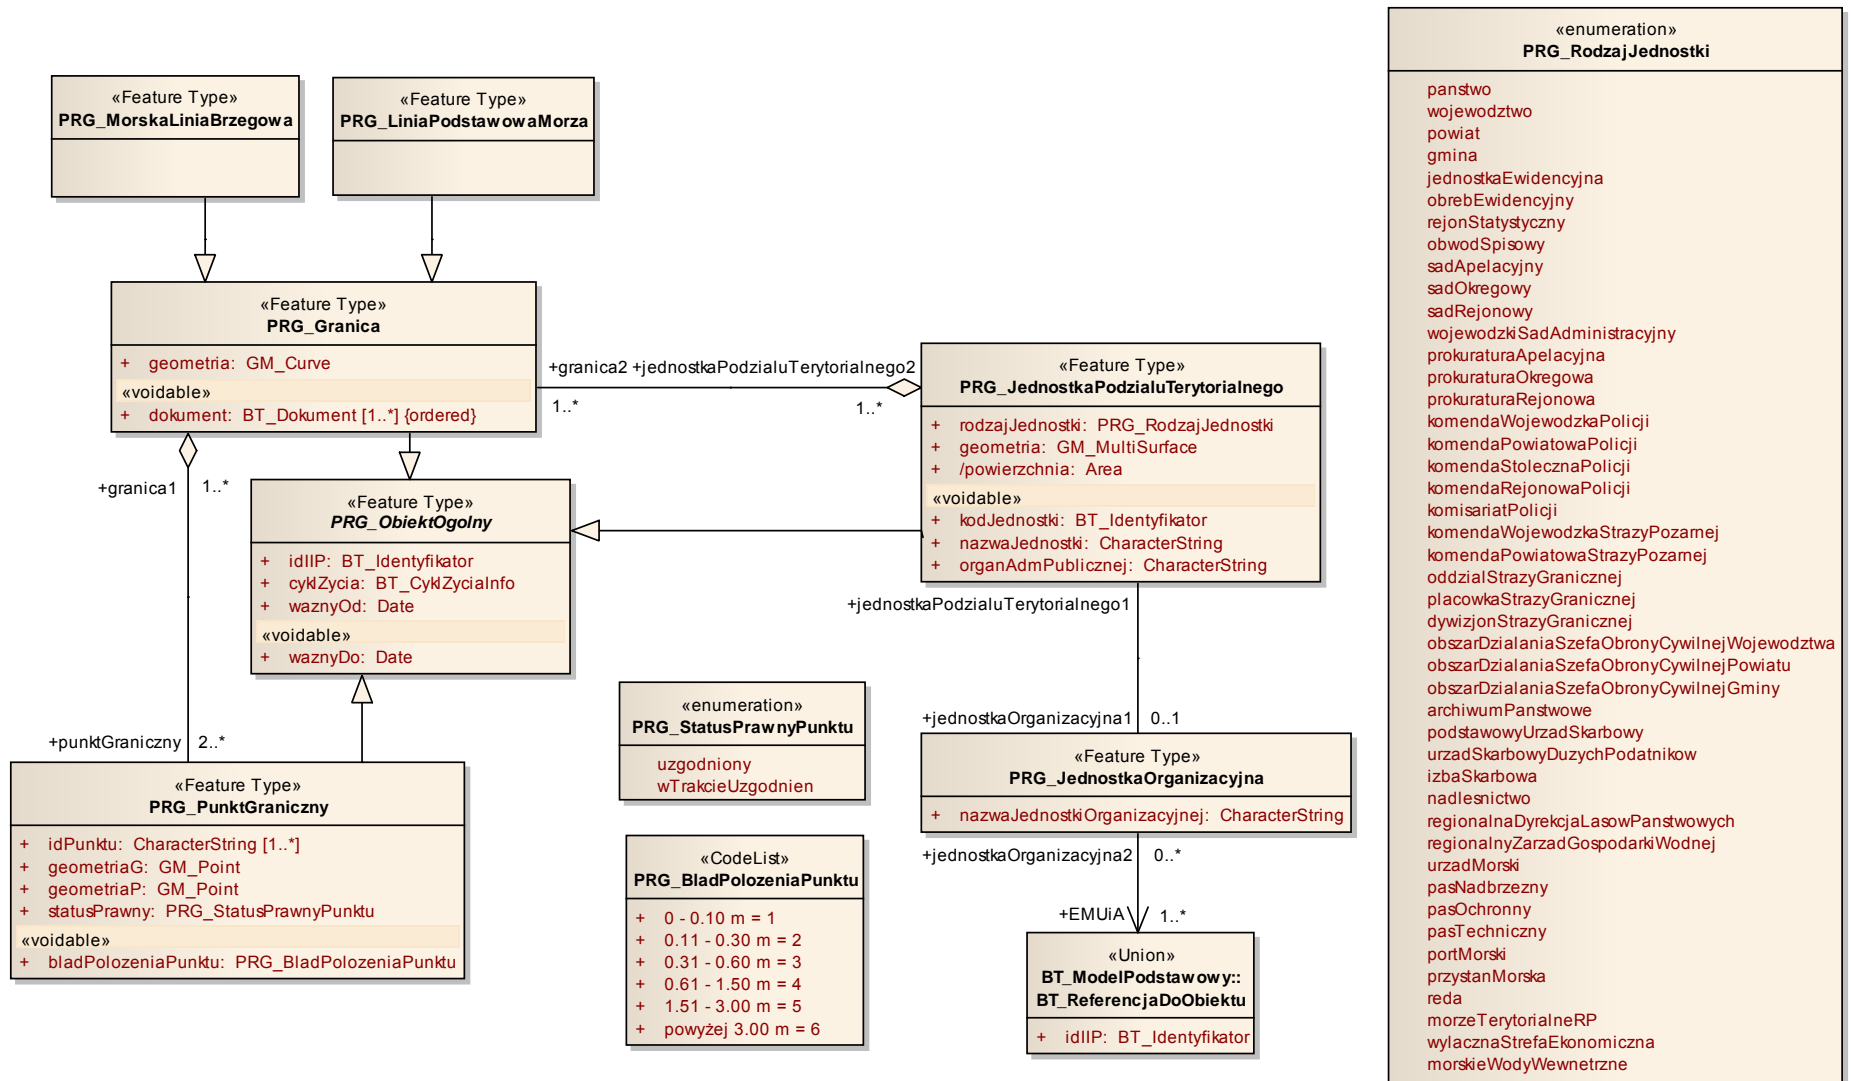 «Feature Type»
PRG_MorskaLiniaBrzegowa
«Feature Type»
PRG_LiniaPodstawowaMorza
«Feature Type»
PRG_Granica
+ geometria: GM_Curve
«voidable»
+ dokument: BT_Dokument [1..*] {ordered}
+granica2 +jednostkaPodzialuTerytorialnego2
1..* 1..*
«Feature Type»
PRG_JednostkaPodzialuTerytorialnego
+ rodzajJednostki: PRG_RodzajJednostki
+ geometria: GM_MultiSurface
+ /powierzchnia: Area
«voidable»
+ kodJednostki: BT_Identyfikator
+ nazwaJednostki: CharacterString
+ organAdmPublicznej: CharacterString
+granica1 1..*
«Feature Type»
PRG_ObiektOgolny
+ idIIP: BT_Identyfikator
+ cyklZycia: BT_CyklZyciaInfo
+ waznyOd: Date
«voidable»
+ waznyDo: Date
+punktGraniczny 2..*
«Feature Type»
PRG_PunktGraniczny
+ idPunktu: CharacterString [1..*]
+ geometriaG: GM_Point
+ geometriaP: GM_Point
+ statusPrawny: PRG_StatusPrawnyPunktu
«voidable»
+ bladPolozeniaPunktu: PRG_BladPolozeniaPunktu
«enumeration»
PRG_StatusPrawnyPunktu
uzgodniony
wTrakcieUzgodnien
«CodeList»
PRG_BladPolozeniaPunktu
+ 0 - 0.10 m = 1
+ 0.11 - 0.30 m = 2
+ 0.31 - 0.60 m = 3
+ 0.61 - 1.50 m = 4
+ 1.51 - 3.00 m = 5
+ powyżej 3.00 m = 6
+jednostkaPodzialuTerytorialnego1
+jednostkaOrganizacyjna1 0..1
«Feature Type»
PRG_JednostkaOrganizacyjna
+ nazwaJednostkiOrganizacyjnej: CharacterString
+jednostkaOrganizacyjna2 0..*
+EMUiA 1..*
«Union»
BT_ModelPodstawowy::
BT_ReferencjaDoObiektu
+ idIIP: BT_Identyfikator
«enumeration»
PRG_RodzajJednostki
panstwo
wojewodztwo
powiat
gmina
jednostkaEwidencyjna
obrebEwidencyjny
rejonStatystyczny
obwodSpisowy
sadApelacyjny
sadOkregowy
sadRejonowy
wojewodzkiSadAdministracyjny
prokuraturaApelacyjna
prokuraturaOkregowa
prokuraturaRejonowa
komendaWojewodzkaPolicji
komendaPowiatowaPolicji
komendaStolecznaPolicji
komendaRejonowaPolicji
komisariatPolicji
komendaWojewodzkaStrazyPozarnej
komendaPowiatowaStrazyPozarnej
oddzialStrazyGranicznej
placowkaStrazyGranicznej
dywizjonStrazyGranicznej
obszarDzialaniaSzefaObronyCywilnejWojewodztwa
obszarDzialaniaSzefaObronyCywilnejPowiatu
obszarDzialaniaSzefaObronyCywilnejGminy
archiwumPanstwowe
podstawowyUrzadSkarbowy
urzadSkarbowyDuzychPodatnikow
izbaSkarbowa
nadlesnictwo
regionalnaDyrekcjaLasowPanstwowych
regionalnyZarzadGospodarkiWodnej
urzadMorski
pasNadbrzezny
pasOchronny
pasTechniczny
portMorski
przystanMorska
reda
morzeTerytorialneRP
wylacznaStrefaEkonomiczna
morskieWodyWewnetrzne